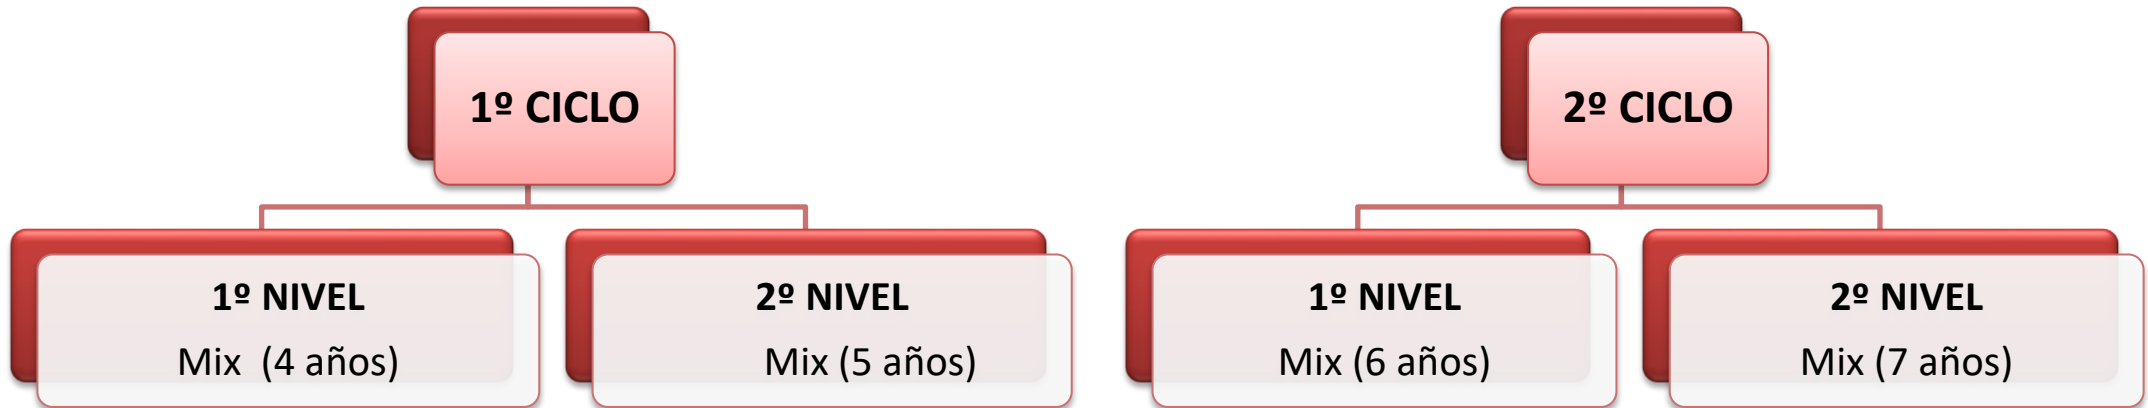 1º CICLO
1º NIVEL
Mix (4 años)
2º NIVEL
Mix (5 años)
2º CICLO
1º NIVEL
Mix (6 años)
2º NIVEL
Mix (7 años)